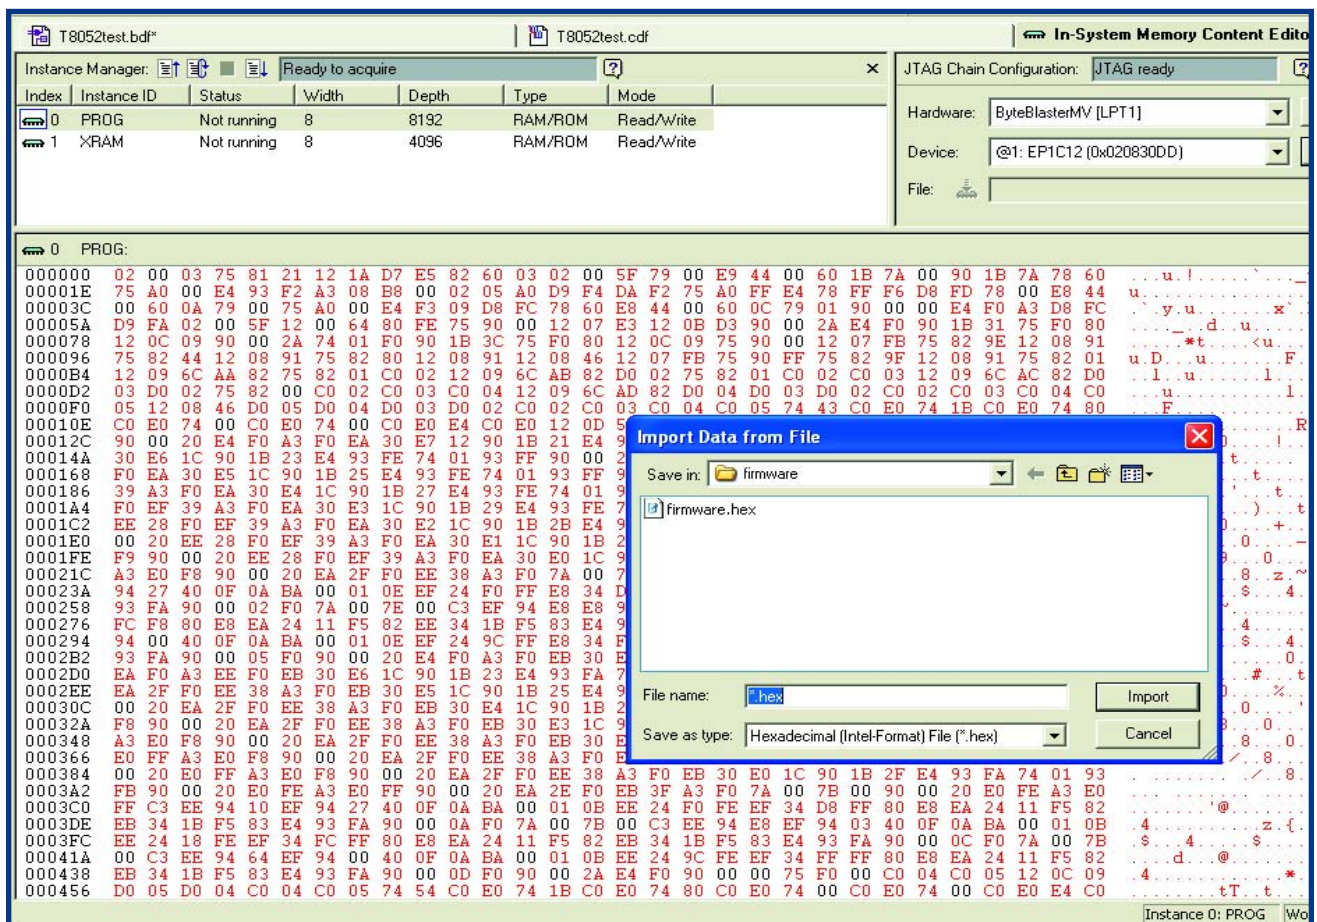 T8052test.bdf*
T8052test.cdf
In-System Memory Content Edito
Instance Manager: Ready to acquire
JTAG Chain Configuration: JTAG ready
Index Instance ID Status Width Depth Type Mode
0 PROG Not running 8 8192 RAM/ROM Read/Write
1 XRAM Not running 8 4096 RAM/ROM Read/Write
Hardware: ByteBlasterMV [LPT1]
Device: @1: EP1C12 (0x020830DD)
File:
0 PROG:
000000 02 00 03 75 81 21 12 1A D7 E5 82 60 03 02 00 5F 79 00 E9 44 00 60 1B 7A 00 90 1B 7A 78 60
00001E 75 A0 00 E4 93 F2 A3 08 B8 00 02 05 A0 D9 F4 DA F2 75 A0 FF E4 78 FF F6 D8 FD 78 00 E8 44
00003C 00 60 0A 79 00 75 A0 00 E4 F3 09 D8 FC 78 60 E8 44 00 60 0C 79 01 90 00 00 E4 F0 A3 D8 FC
00005A D9 FA 02 00 5F 12 00 64 80 FE 75 90 00 12 07 E3 12 0B D3 90 00 2A E4 F0 90 1B 31 75 F0 80
000078 12 0C 09 90 00 2A 74 01 F0 90 1B 3C 75 F0 80 12 0C 09 75 90 00 12 07 FB 75 82 9E 12 08 91
000096 75 82 44 12 08 91 75 82 80 12 08 91 12 08 46 12 07 FB 75 90 FF 75 82 9F 12 08 91 75 82 01
0000B4 12 09 6C AA 82 75 82 01 C0 02 12 09 6C AB 82 D0 02 75 82 01 C0 02 C0 03 12 09 6C AC 82 D0
0000D2 03 D0 02 75 82 00 C0 02 C0 03 C0 04 12 09 6C AD 82 D0 04 D0 03 D0 02 C0 02 C0 03 C0 04 C0
0000F0 05 12 08 46 D0 05 D0 04 D0 03 D0 02 C0 02 C0 03 C0 04 C0 05 74 43 C0 E0 74 1B C0 E0 74 80
00010E C0 E0 74 00 C0 E0 74 00 C0 E0 E4 C0 E0 12 0D
00012C 90 00 20 E4 F0 A3 F0 EA 30 E7 12 90 1B 21 E4
00014A 30 E6 1C 90 1B 23 E4 93 FE 74 01 93 FF 90 00
000168 F0 EA 30 E5 1C 90 1B 25 E4 93 FE 74 01 93 FF
000186 39 A3 F0 EA 30 E4 1C 90 1B 27 E4 93 FE 74 01
0001A4 F0 EF 39 A3 F0 EA 30 E3 1C 90 1B 29 E4 93 FE
0001C2 EE 28 F0 EF 39 A3 F0 EA 30 E2 1C 90 1B 2B E4
0001E0 00 20 EE 28 F0 EF 39 A3 F0 EA 30 E1 1C 90 1B
0001FE F9 90 00 20 EE 28 F0 EF 39 A3 F0 EA 30 E0 1C
00021C A3 E0 F8 90 00 20 EA 2F F0 EE 38 A3 F0 7A 00
00023A 94 27 40 0F 0A BA 00 01 0E EF 24 F0 FF E8 34
000258 93 FA 90 00 02 F0 7A 00 7E 00 C3 EF 94 E8 E8
000276 FC F8 80 E8 EA 24 11 F5 82 EE 34 1B F5 83 E4
000294 94 00 40 0F 0A BA 00 01 0E EF 24 9C FF E8 34
0002B2 93 FA 90 00 05 F0 90 00 20 E4 F0 A3 F0 EB 30
0002D0 EA F0 A3 EE F0 EB 30 E6 1C 90 1B 23 E4 93 FA
0002EE EA 2F F0 EE 38 A3 F0 EB 30 E5 1C 90 1B 25 E4
00030C 00 20 EA 2F F0 EE 38 A3 F0 EB 30 E4 1C 90 1B
00032A F8 90 00 20 EA 2F F0 EE 38 A3 F0 EB 30 E3 1C
000348 A3 E0 F8 90 00 20 EA 2F F0 EE 38 A3 F0 EB 30
000366 E0 FF A3 E0 F8 90 00 20 EA 2F F0 EE 38 A3 F0
000384 00 20 E0 FF A3 E0 F8 90 00 20 EA 2F F0 EE 38 A3 F0 EB 30 E0 1C 90 1B 2F E4 93 FA 74 01 93
0003A2 FB 90 00 20 E0 FE A3 E0 FF 90 00 20 EA 2E F0 EB 3F A3 F0 7A 00 7B 00 90 00 20 E0 FE A3 E0
0003C0 FF C3 EE 94 10 EF 94 27 40 0F 0A BA 00 01 0B EE 24 F0 FE EF 34 D8 FF 80 E8 EA 24 11 F5 82
0003DE EB 34 1B F5 83 E4 93 FA 90 00 0A F0 7A 00 7B 00 C3 EE 94 E8 EF 94 03 40 0F 0A BA 00 01 0B
0003FC EE 24 18 FE EF 34 FC FF 80 E8 EA 24 11 F5 82 EB 34 1B F5 83 E4 93 FA 90 00 0C F0 7A 00 7B
00041A 00 C3 EE 94 64 EF 94 00 40 0F 0A BA 00 01 0B EE 24 9C FE EF 34 FF FF 80 E8 EA 24 11 F5 82
000438 EB 34 1B F5 83 E4 93 FA 90 00 0D F0 90 00 2A E4 F0 90 00 00 75 F0 00 C0 04 C0 05 12 0C 09
000456 D0 05 D0 04 C0 04 C0 05 74 54 C0 E0 74 1B C0 E0 74 80 C0 E0 74 00 C0 E0 74 00 C0 E0 E4 C0
Import Data from File
Save in: firmware
firmware.hex
File name: *.hex
Import
Save as type: Hexadecimal (Intel-Format) File (*.hex)
Cancel
Instance 0: PROG Wo